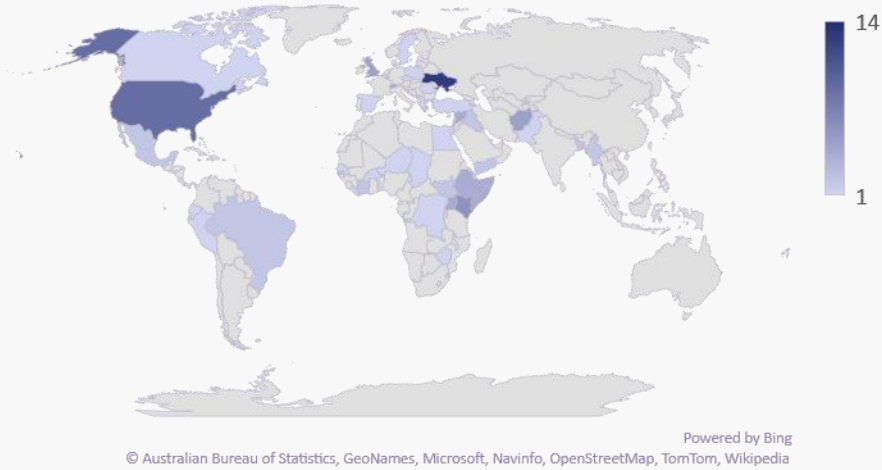 14
1
Powered by Bing
© Australian Bureau of Statistics, GeoNames, Microsoft, Navinfo, OpenStreetMap, TomTom, Wikipedia